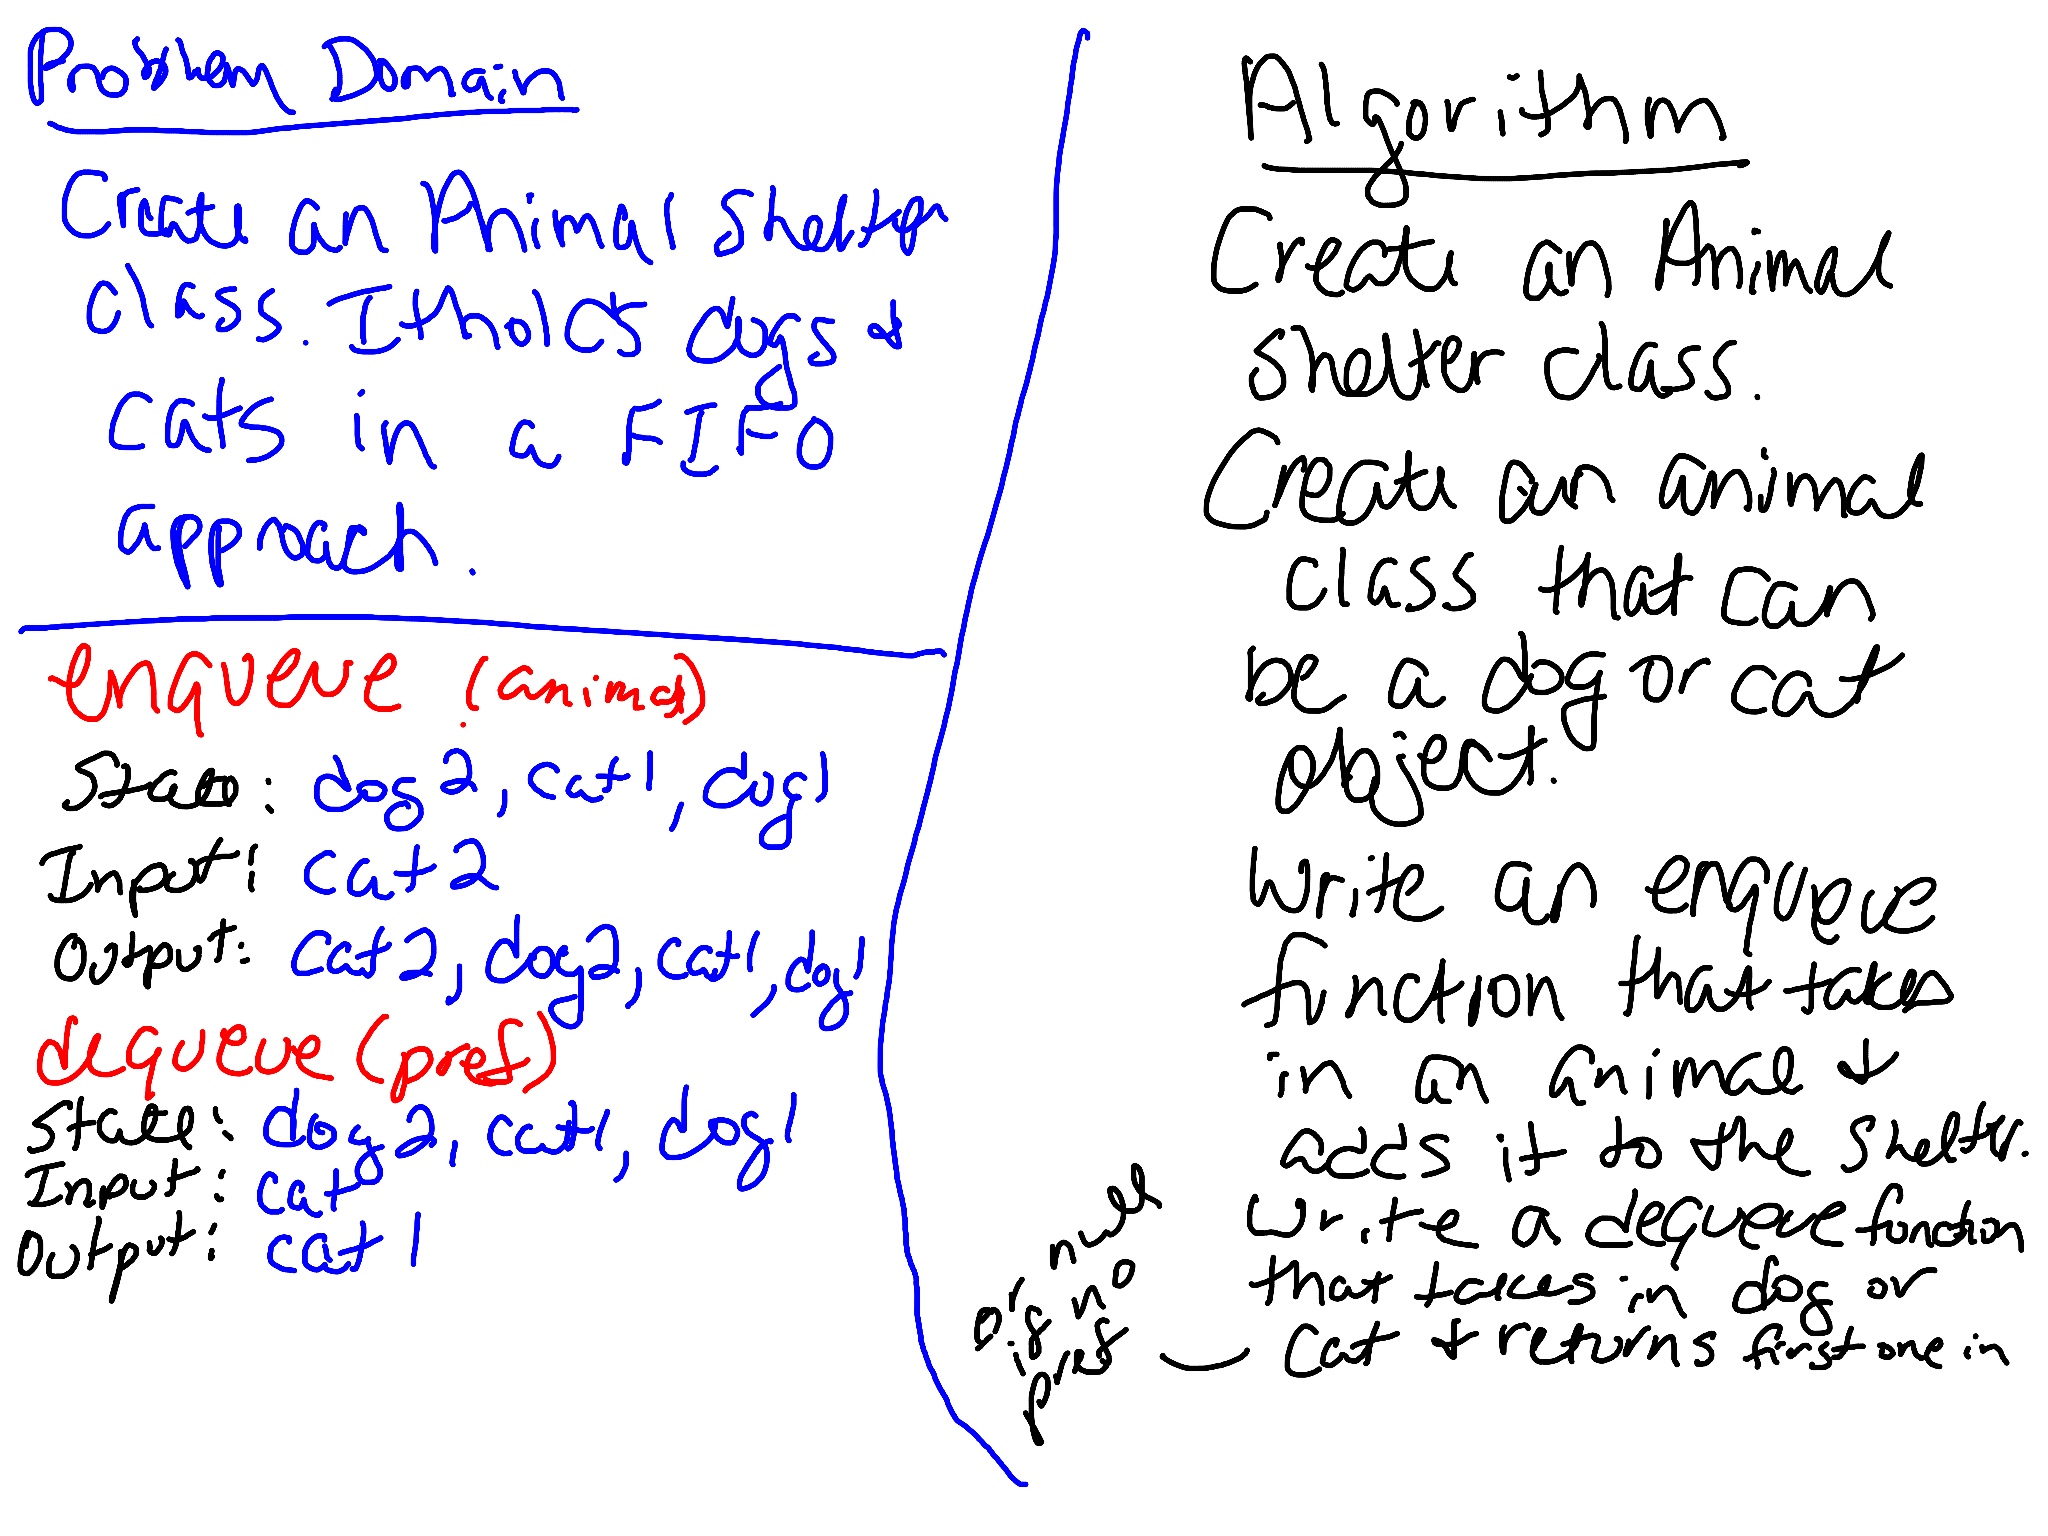 Problem Domain
Create an Animal Shelter
class. It holds dogs &
cats in a FIFO
approach.
enqueue (animal)
State: dog2, cat1, dog1
Input: cat2
Output: cat2, dog2, cat1, dog1
dequeue (pref)
State: dog2, cat1, dog1
Input: cat
Output: cat1
Algorithm
Create an Animal
Shelter class.
Create an animal
class that can
be a dog or cat
object.
Write an enqueue
function that takes
in an animal &
adds it to the Shelter.
Write a dequeue function
that takes in dog or
cat & returns first one in
or null
if no
pref